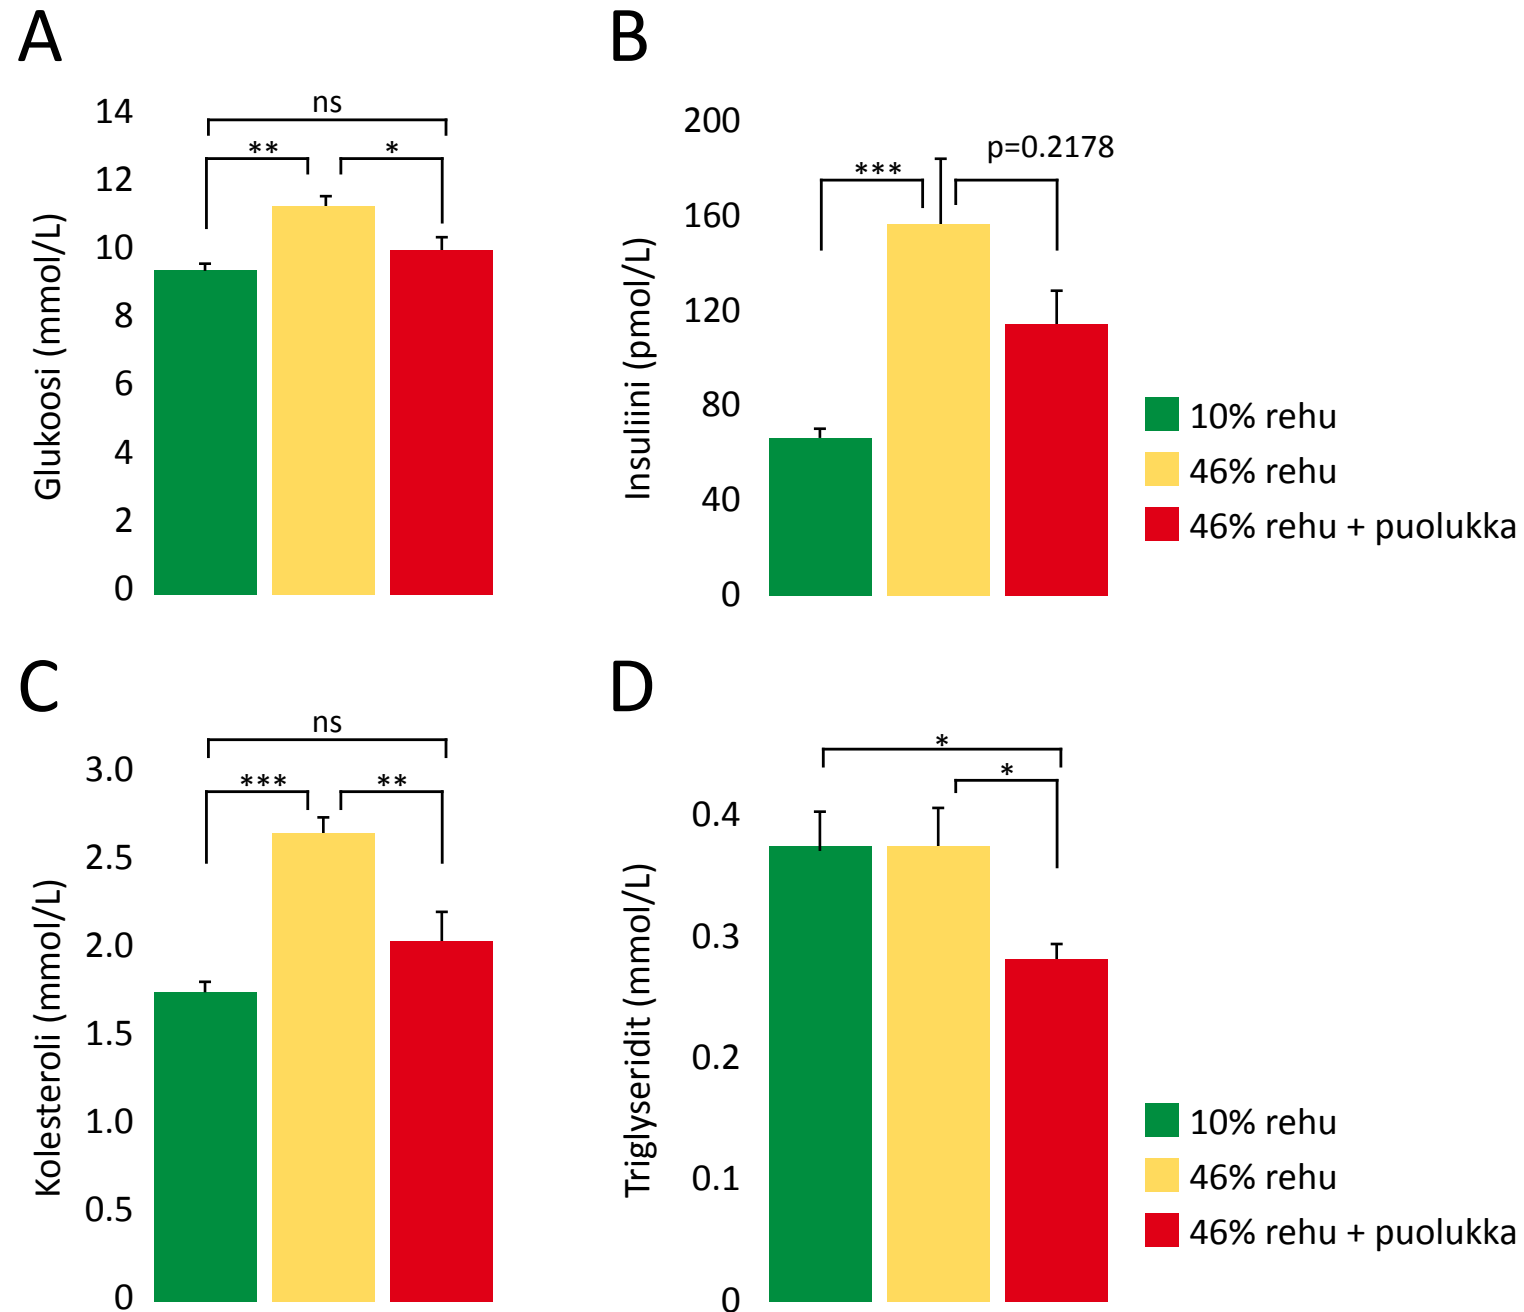 A
Glukoosi (mmol/L)
14
12
10
8
6
4
2
0
ns
**
*
B
Insuliini (pmol/L)
200
160
120
80
40
0
***
p=0.2178
10% rehu
46% rehu
46% rehu + puolukka
C
Kolesteroli (mmol/L)
3.0
2.5
2.0
1.5
1.0
0.5
0
ns
***
**
D
Triglyseridit (mmol/L)
0.4
0.3
0.2
0.1
0
*
*
10% rehu
46% rehu
46% rehu + puolukka